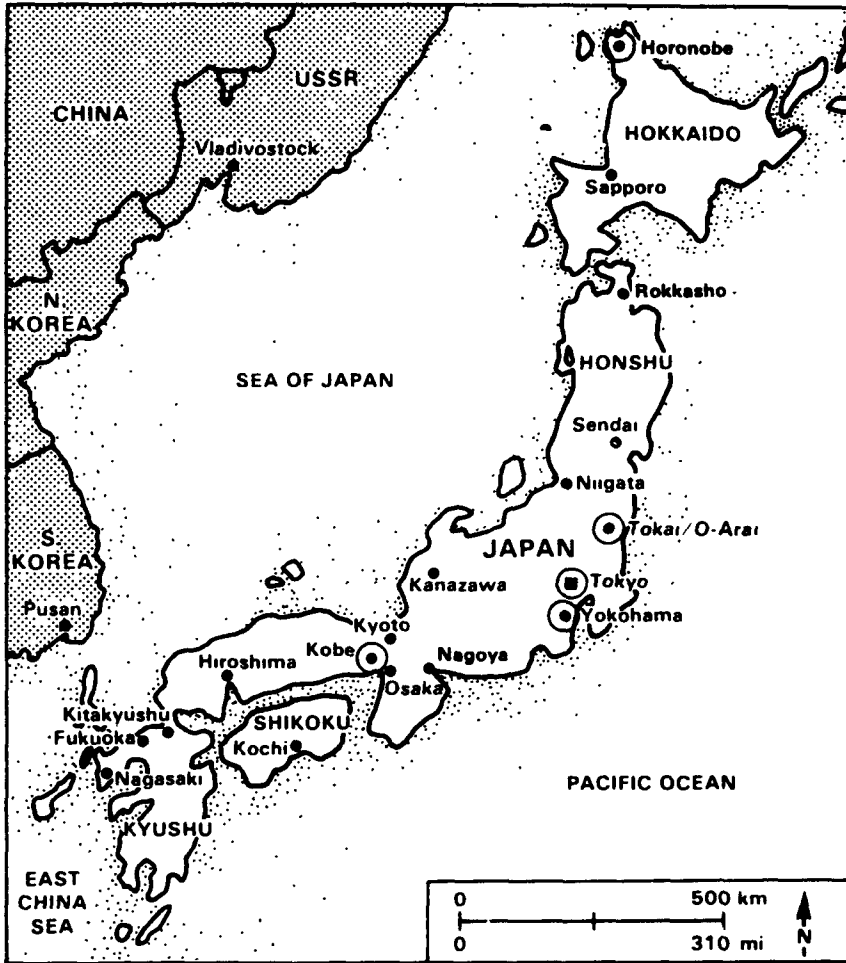 Horonobe
USSR
CHINA
HOKKAIDO
Vladivostock
Sapporo
Rokkasho
N.
KOREA
HONSHU
SEA OF JAPAN
Sendai
Niigata
Tokai/O-Arai
S.
KOREA
JAPAN
Kanazawa
Tokyo
Pusan
Yokohama
Kyoto
Kobe
Nagoya
Hiroshima
Osaka
Kitakyushu
SHIKOKU
Fukuoka
Kochi
Nagasaki
PACIFIC OCEAN
KYUSHU
EAST
CHINA
SEA
0 500 km
0 310 mi
N